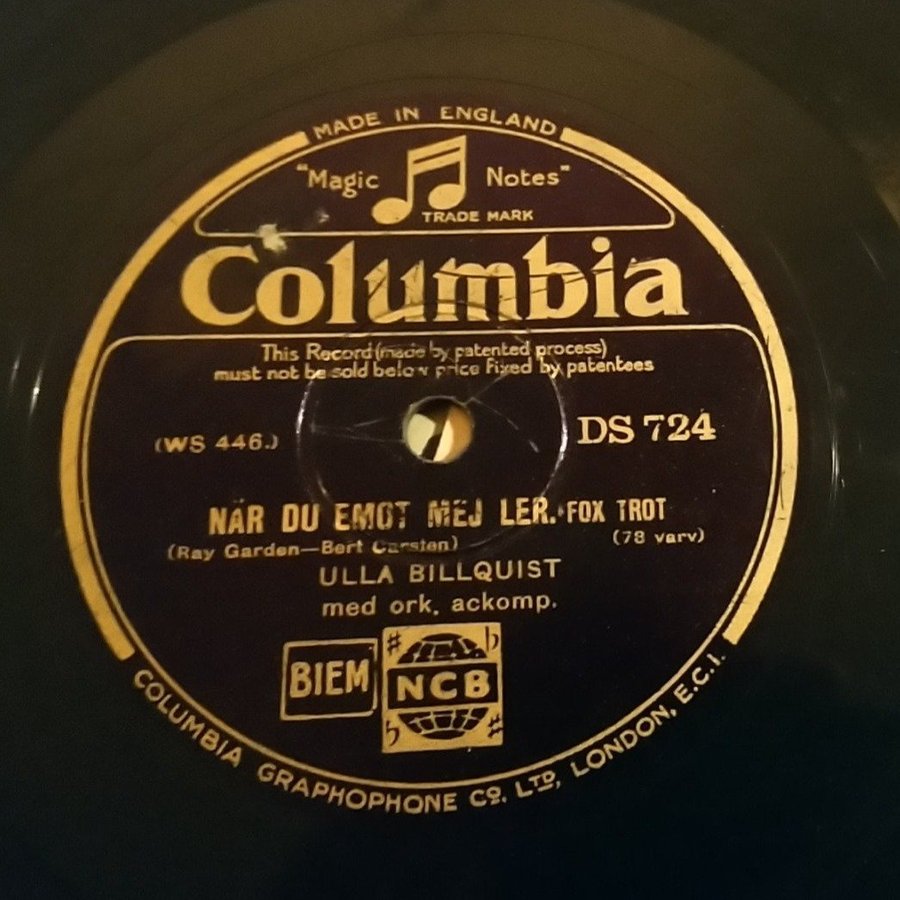 MADE IN ENGLAND
"Magic Notes"
TRADE MARK
Columbia
This Record (made by patented process)
must not be sold below price fixed by patentees
(WS 446.)
DS 724
NÄR DU EMOT MEJ LER. FOX TROT
(Ray Garden—Bert Carsten)
(78 varv)
ULLA BILLQUIST
med ork. ackomp.
BIEM
NCB
COLUMBIA GRAPHOPHONE Co. LTD, LONDON, E.C.1.